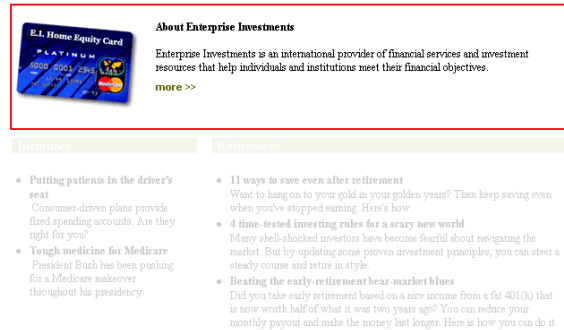 E.I. Home Equity Card
PLATINUM
About Enterprise Investments
Enterprise Investments is an international provider of financial services and investment
resources that help individuals and institutions meet their financial objectives.
more >>
Insurance
Putting patients in the driver's
seat
Consumer-driven plans provide
fixed spending accounts. Are they
right for you?
Tough medicine for Medicare
President Bush has been pushing
for a Medicare makeover
throughout his presidency.
Retirement
11 ways to save even after retirement
Want to hang on to your gold in your golden years? Then keep saving even
when you've stopped earning. Here's how.
4 time-tested investing rules for a scary new world
Many shell-shocked investors have become fearful about navigating the
market. But by updating some proven investment principles, you can steer a
steady course and retire in style.
Beating the early-retirement bear-market blues
Did you take early retirement based on a nice income from a fat 401(k) that
is now worth half of what it was two years ago? You can reduce your
monthly payout and make the money last longer. Here is how you can do it.